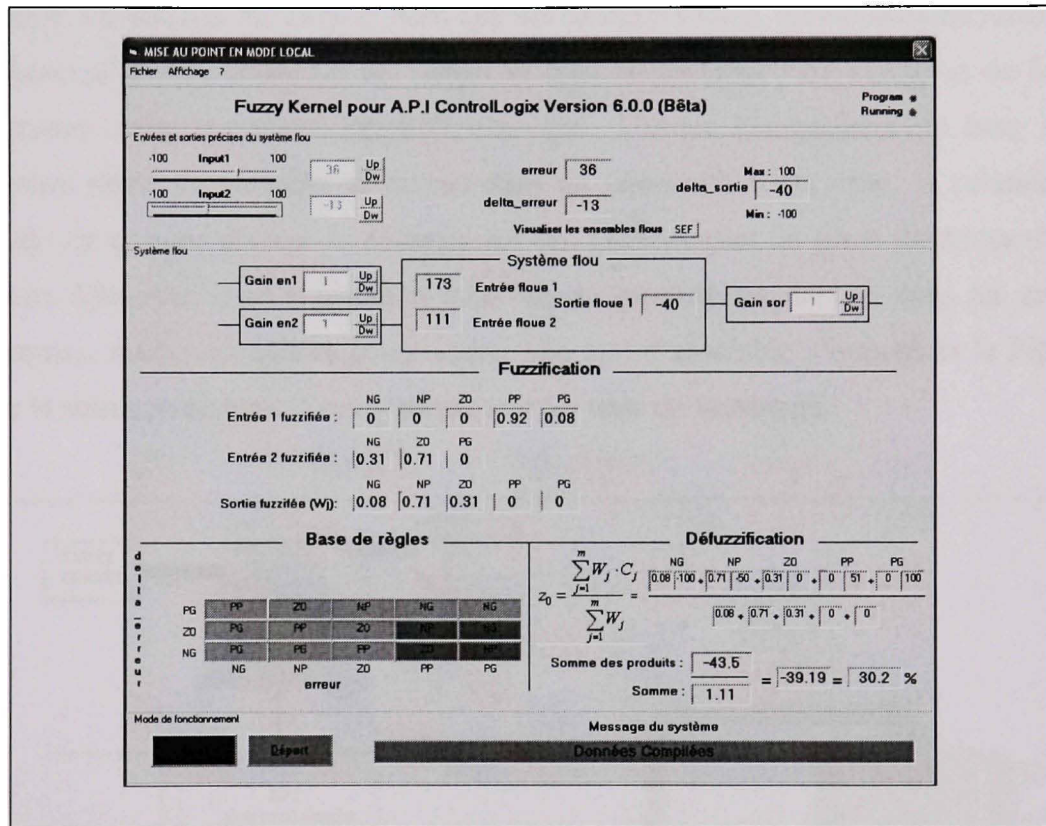 MISE AU POINT EN MODE LOCAL
Fichier Affichage ?
Fuzzy Kernel pour A.P.I ControlLogix Version 6.0.0 (Bêta)
Program
Running
Entrées et sorties précises du système flou
-100 Input1 100
36
Up
Dw
-100 Input2 100
-13
Up
Dw
erreur 36
delta_erreur -13
Max : 100
delta_sortie -40
Min : -100
Visualiser les ensembles flous SEF
Système flou
Système flou
Gain en1 1 Up
Dw
Gain en2 1 Up
Dw
173 Entrée floue 1
111 Entrée floue 2
Sortie floue 1 -40
Gain sor 1 Up
Dw
Fuzzification
NG NP ZO PP PG
Entrée 1 fuzzifiée : 0 0 0 0.92 0.08
NG ZO PG
Entrée 2 fuzzifiée : 0.31 0.71 0
NG NP ZO PP PG
Sortie fuzzifée (Wj): 0.08 0.71 0.31 0 0
Base de règles
delta_erreur
PG PP ZO NP NG NG
ZO PG PP ZO NP NG
NG PG PG PP ZO NP
NG NP ZO PP PG
erreur
Défuzzification
NG NP ZO PP PG
z0 = m∑j=1 Wj · Cj / m∑j=1 Wj = 0.08 -100 + 0.71 -50 + 0.31 0 + 0 51 + 0 100
0.08 + 0.71 + 0.31 + 0 + 0
Somme des produits : -43.5
Somme : 1.11
= -39.19 = 30.2 %
Mode de fonctionnement
Départ
Message du système
Données Compilées